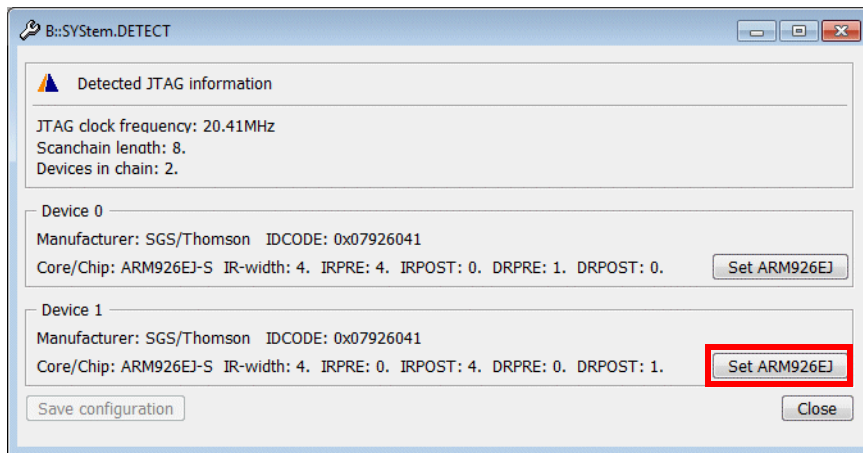 B::SYStem.DETECT
Detected JTAG information
JTAG clock frequency: 20.41MHz
Scanchain length: 8.
Devices in chain: 2.
Device 0
Manufacturer: SGS/Thomson IDCODE: 0x07926041
Core/Chip: ARM926EJ-S IR-width: 4. IRPRE: 4. IRPOST: 0. DRPRE: 1. DRPOST: 0. Set ARM926EJ
Device 1
Manufacturer: SGS/Thomson IDCODE: 0x07926041
Core/Chip: ARM926EJ-S IR-width: 4. IRPRE: 0. IRPOST: 4. DRPRE: 0. DRPOST: 1. Set ARM926EJ
Save configuration Close